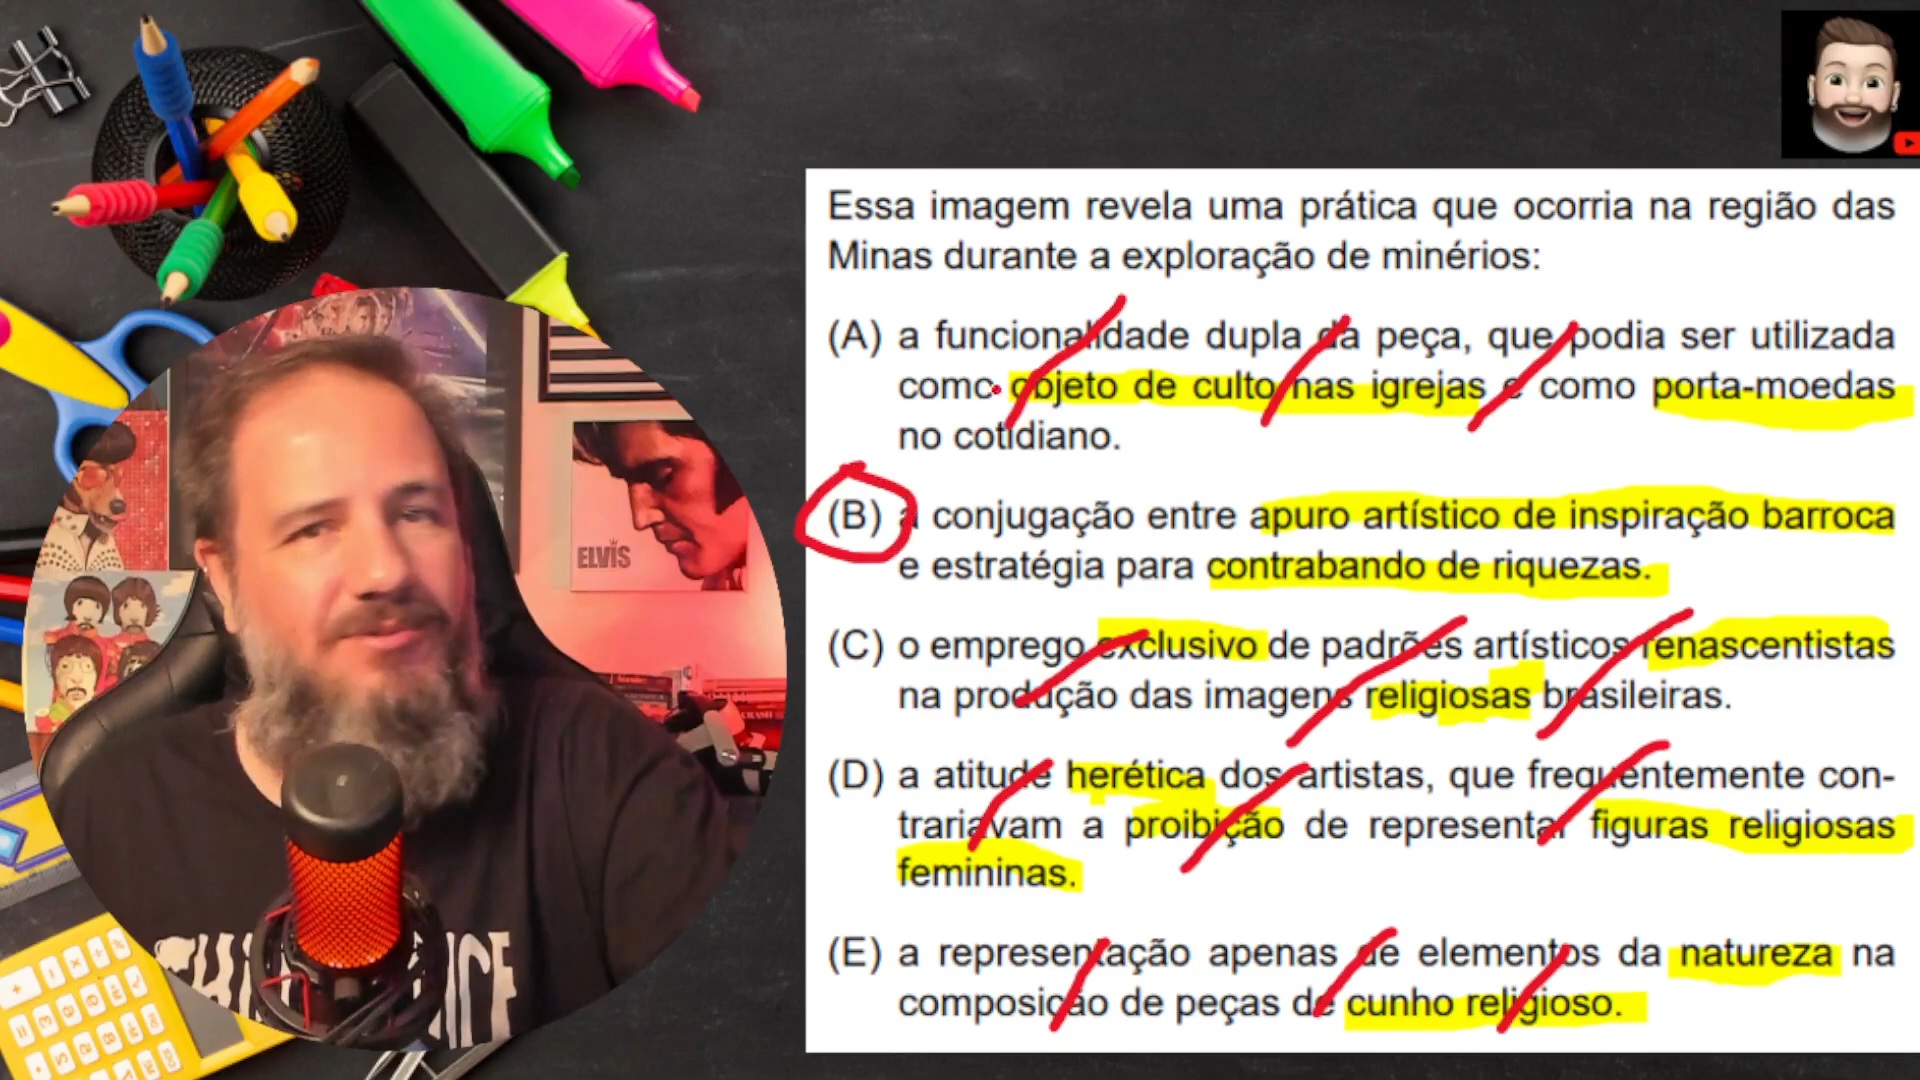 Essa imagem revela uma prática que ocorria na região das
Minas durante a exploração de minérios:
(A) a funcionalidade dupla da peça, que podia ser utilizada
como objeto de culto nas igrejas e como porta-moedas
no cotidiano.
(B) a conjugação entre apuro artístico de inspiração barroca
e estratégia para contrabando de riquezas.
(C) o emprego exclusivo de padrões artísticos renascentistas
na produção das imagens religiosas brasileiras.
(D) a atitude herética dos artistas, que frequentemente con-
trariavam a proibição de representar figuras religiosas
femininas.
(E) a representação apenas de elementos da natureza na
composição de peças de cunho religioso.
ELVIS